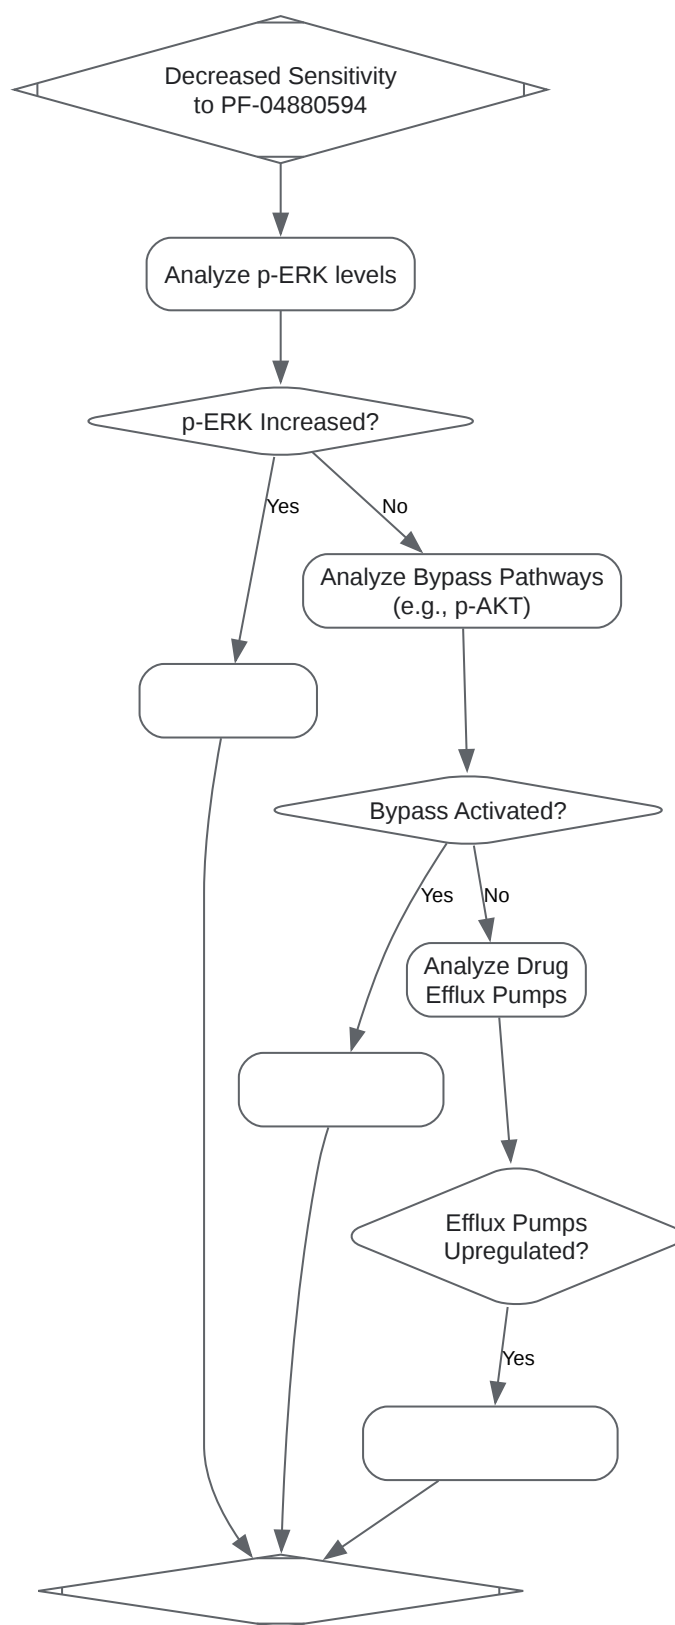 Decreased Sensitivity
to PF-04880594
Analyze p-ERK levels
p-ERK Increased?
Yes
No
Analyze Bypass Pathways
(e.g., p-AKT)
Bypass Activated?
Yes
No
Analyze Drug
Efflux Pumps
Efflux Pumps
Upregulated?
Yes